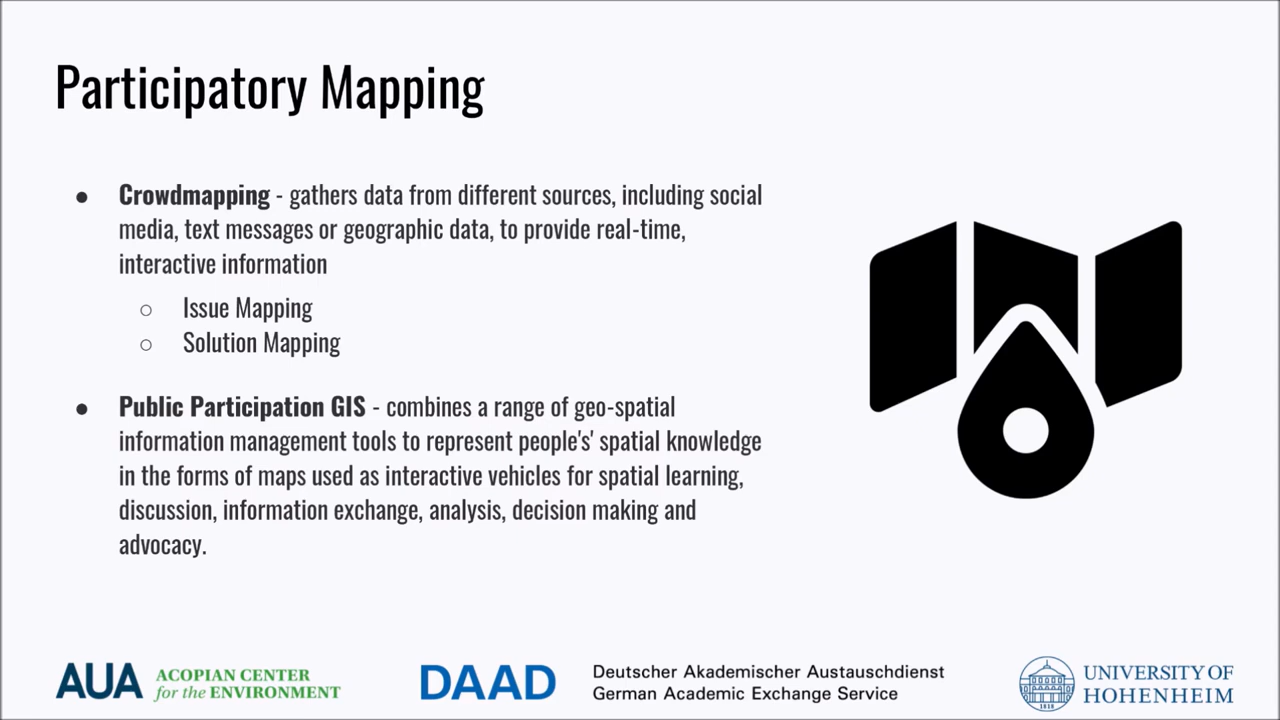 Participatory Mapping
● Crowdmapping - gathers data from different sources, including social
media, text messages or geographic data, to provide real-time,
interactive information
○ Issue Mapping
○ Solution Mapping
● Public Participation GIS - combines a range of geo-spatial
information management tools to represent people's' spatial knowledge
in the forms of maps used as interactive vehicles for spatial learning,
discussion, information exchange, analysis, decision making and
advocacy.
AUA ACOPIAN CENTER
for the ENVIRONMENT
DAAD
Deutscher Akademischer Austauschdienst
German Academic Exchange Service
UNIVERSITY OF
HOHENHEIM
1818